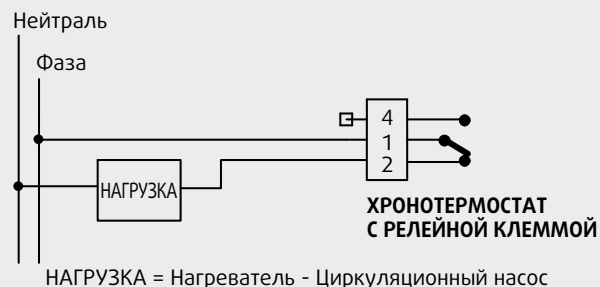 Нейтраль
Фаза
4
1
2
НАГРУЗКА
ХРОНОТЕРМОСТАТ
С РЕЛЕЙНОЙ КЛЕММОЙ
НАГРУЗКА = Нагреватель - Циркуляционный насос